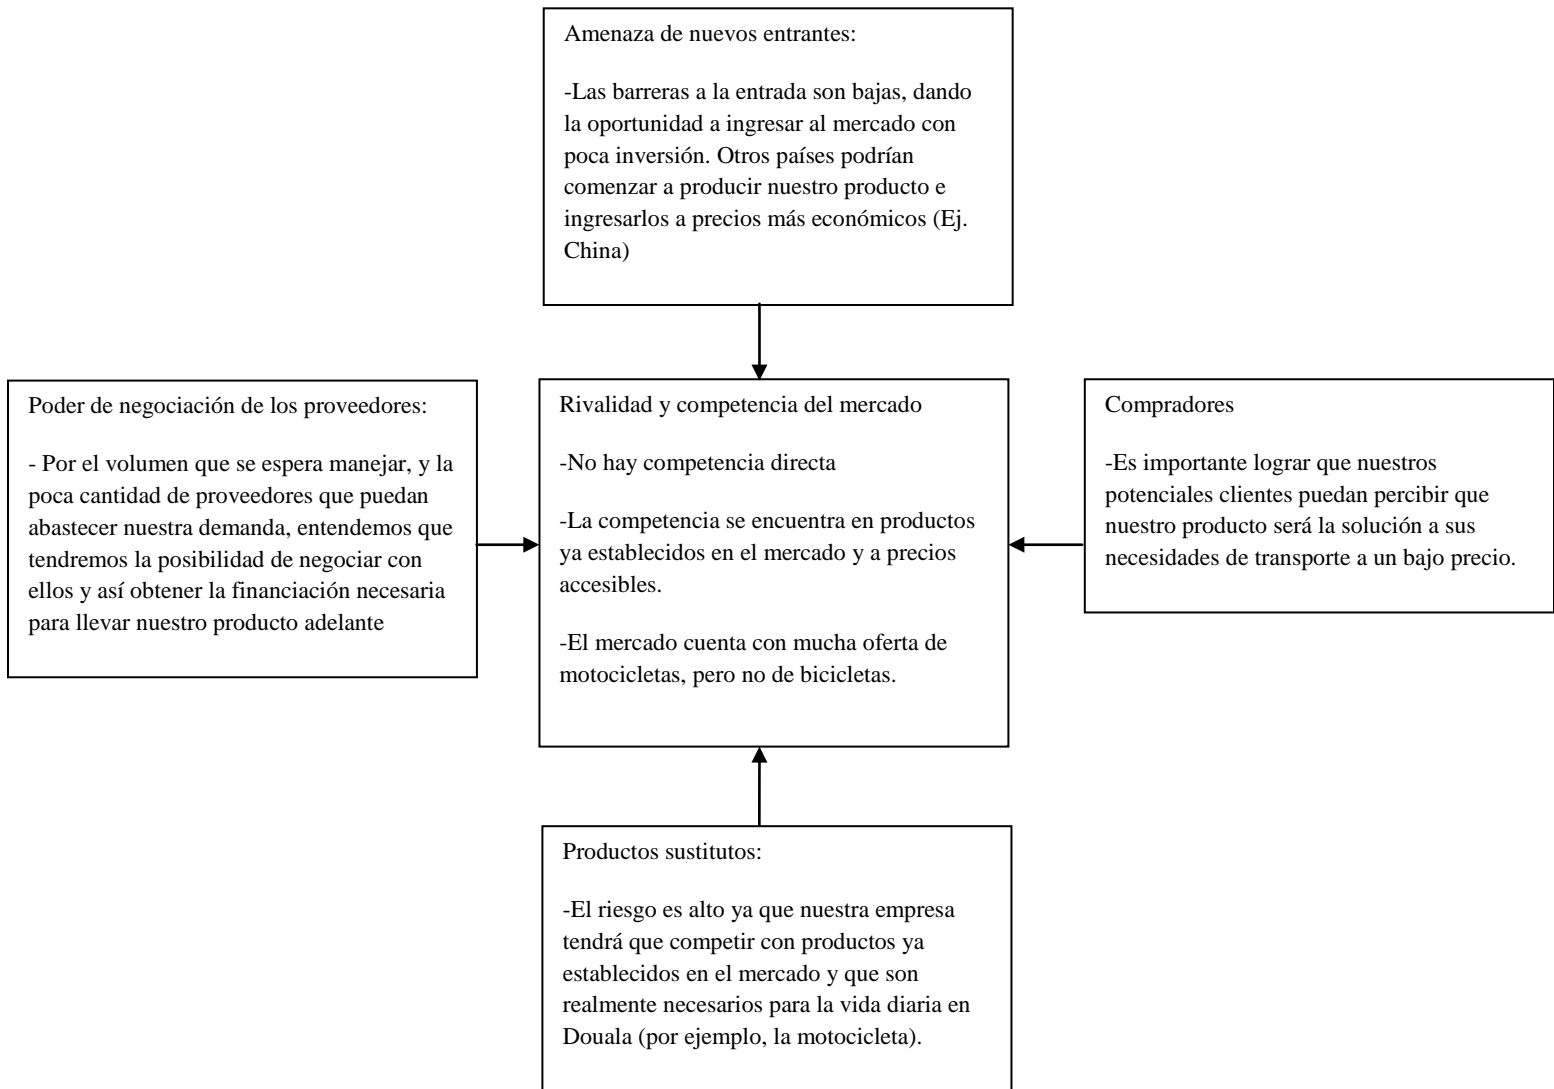 Amenaza de nuevos entrantes:
-Las barreras a la entrada son bajas, dando
la oportunidad a ingresar al mercado con
poca inversión. Otros países podrían
comenzar a producir nuestro producto e
ingresarlos a precios más económicos (Ej.
China)
Poder de negociación de los proveedores:
- Por el volumen que se espera manejar, y la
poca cantidad de proveedores que puedan
abastecer nuestra demanda, entendemos que
tendremos la posibilidad de negociar con
ellos y así obtener la financiación necesaria
para llevar nuestro producto adelante
Rivalidad y competencia del mercado
-No hay competencia directa
-La competencia se encuentra en productos
ya establecidos en el mercado y a precios
accesibles.
-El mercado cuenta con mucha oferta de
motocicletas, pero no de bicicletas.
Compradores
-Es importante lograr que nuestros
potenciales clientes puedan percibir que
nuestro producto será la solución a sus
necesidades de transporte a un bajo precio.
Productos sustitutos:
-El riesgo es alto ya que nuestra empresa
tendrá que competir con productos ya
establecidos en el mercado y que son
realmente necesarios para la vida diaria en
Douala (por ejemplo, la motocicleta).